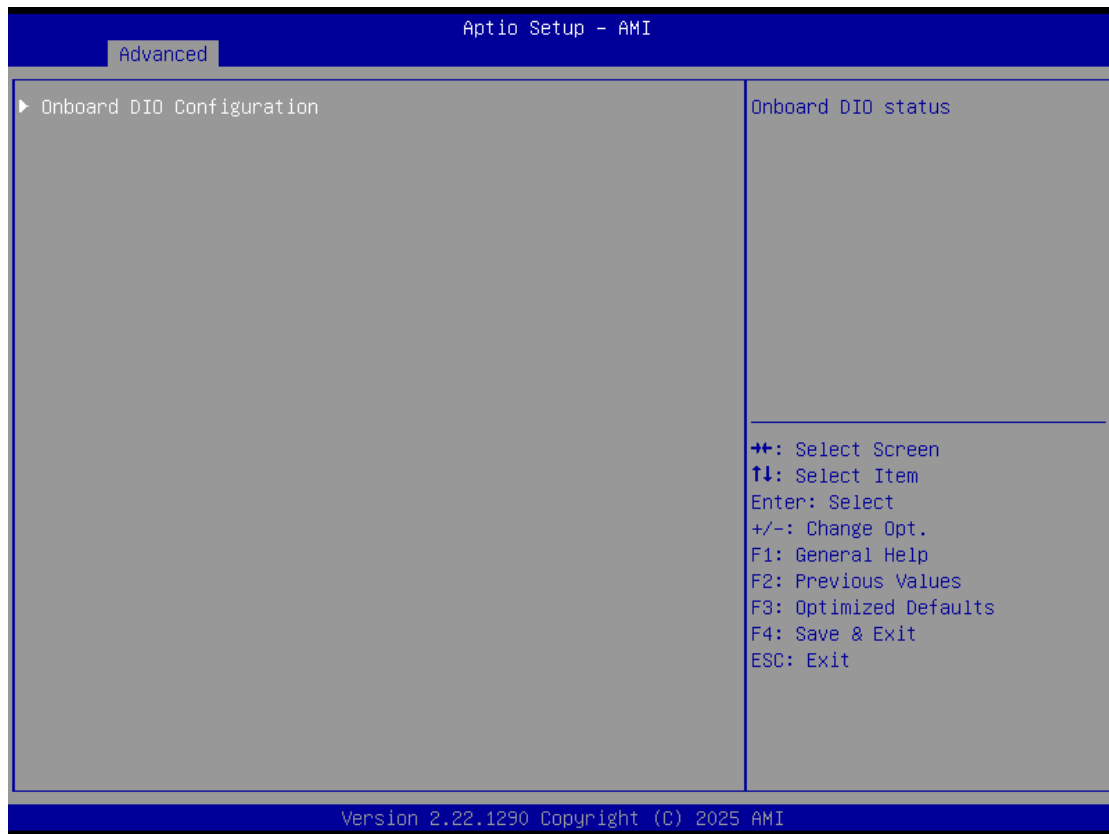 Aptio Setup – AMI
Advanced
▶ Onboard DIO Configuration
Onboard DIO status
→←: Select Screen
↑↓: Select Item
Enter: Select
+/-: Change Opt.
F1: General Help
F2: Previous Values
F3: Optimized Defaults
F4: Save & Exit
ESC: Exit
Version 2.22.1290 Copyright (C) 2025 AMI